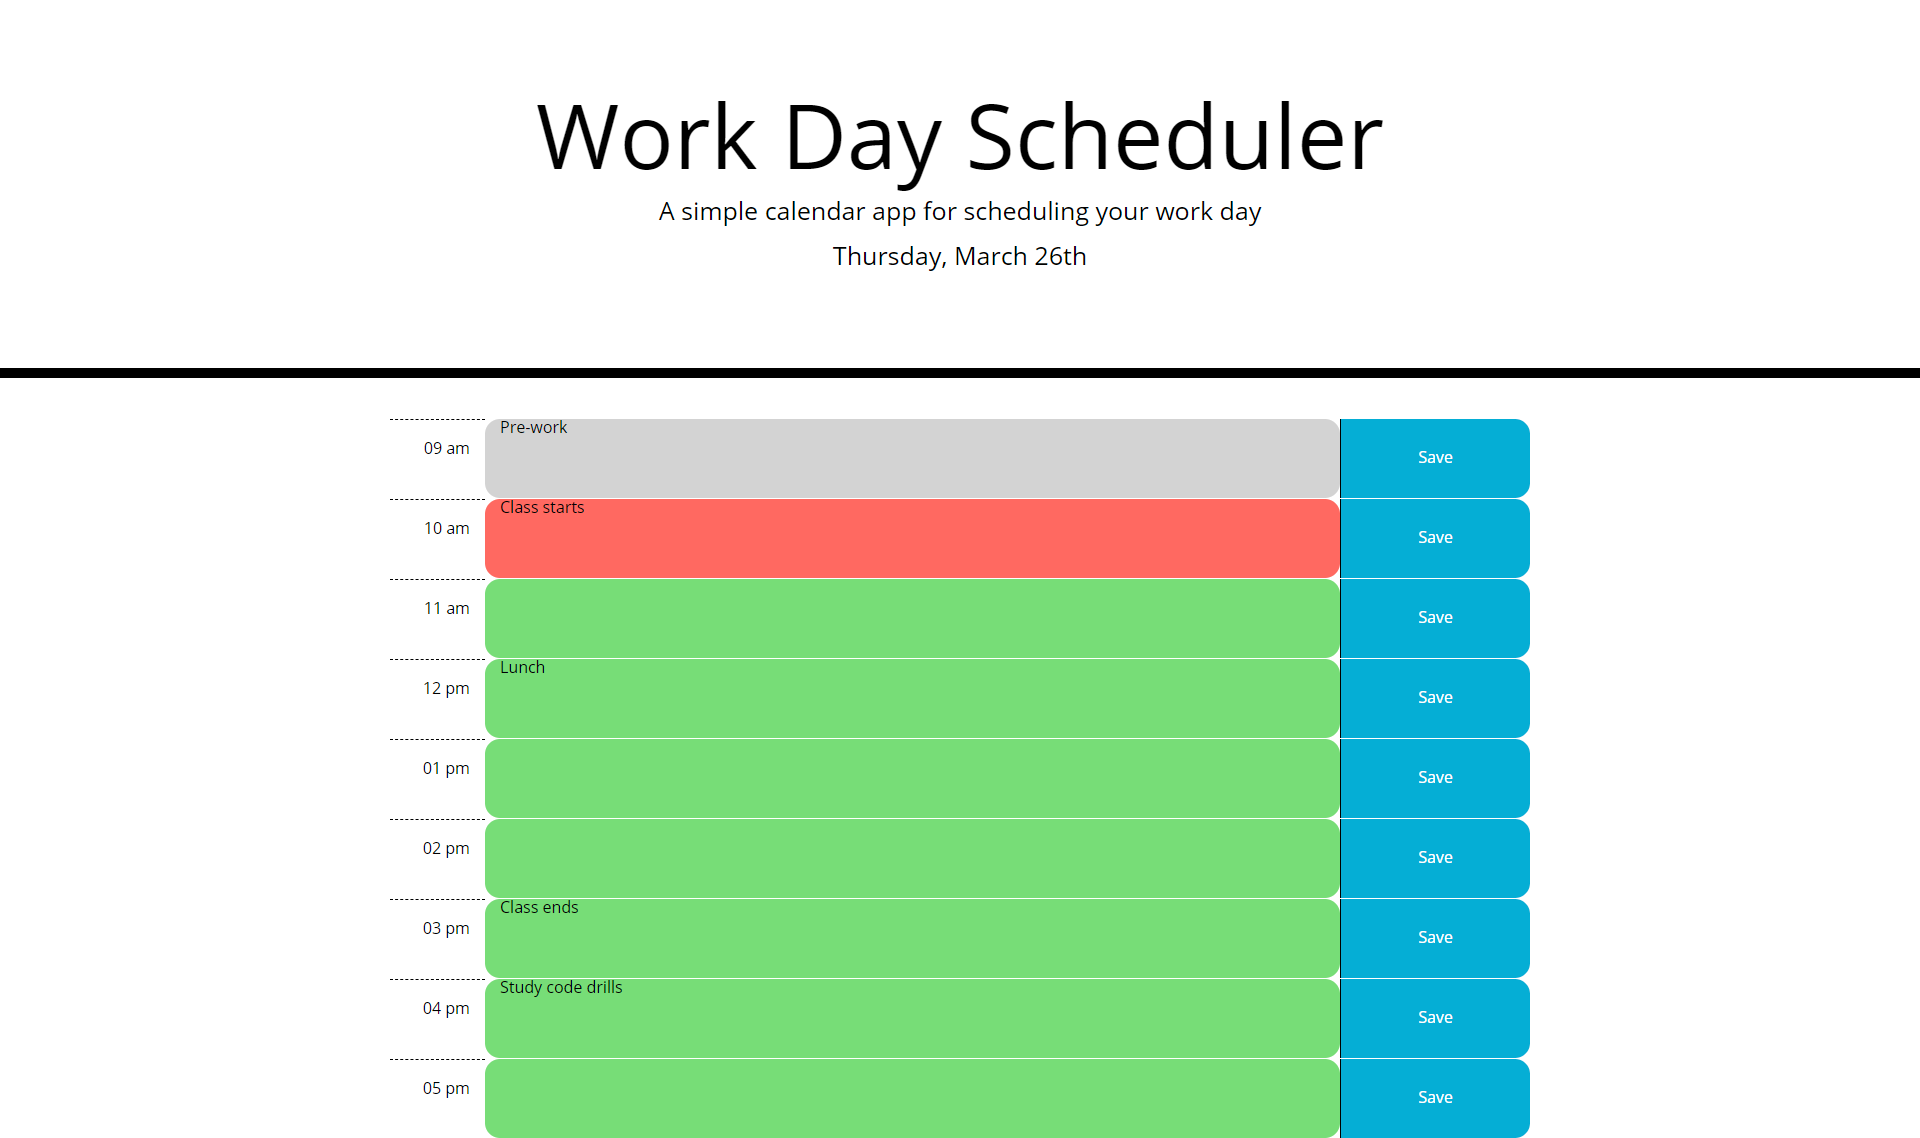 Work Day Scheduler
A simple calendar app for scheduling your work day
Thursday, March 26th
09 am Pre-work Save
10 am Class starts Save
11 am Save
12 pm Lunch Save
01 pm Save
02 pm Save
03 pm Class ends Save
04 pm Study code drills Save
05 pm Save